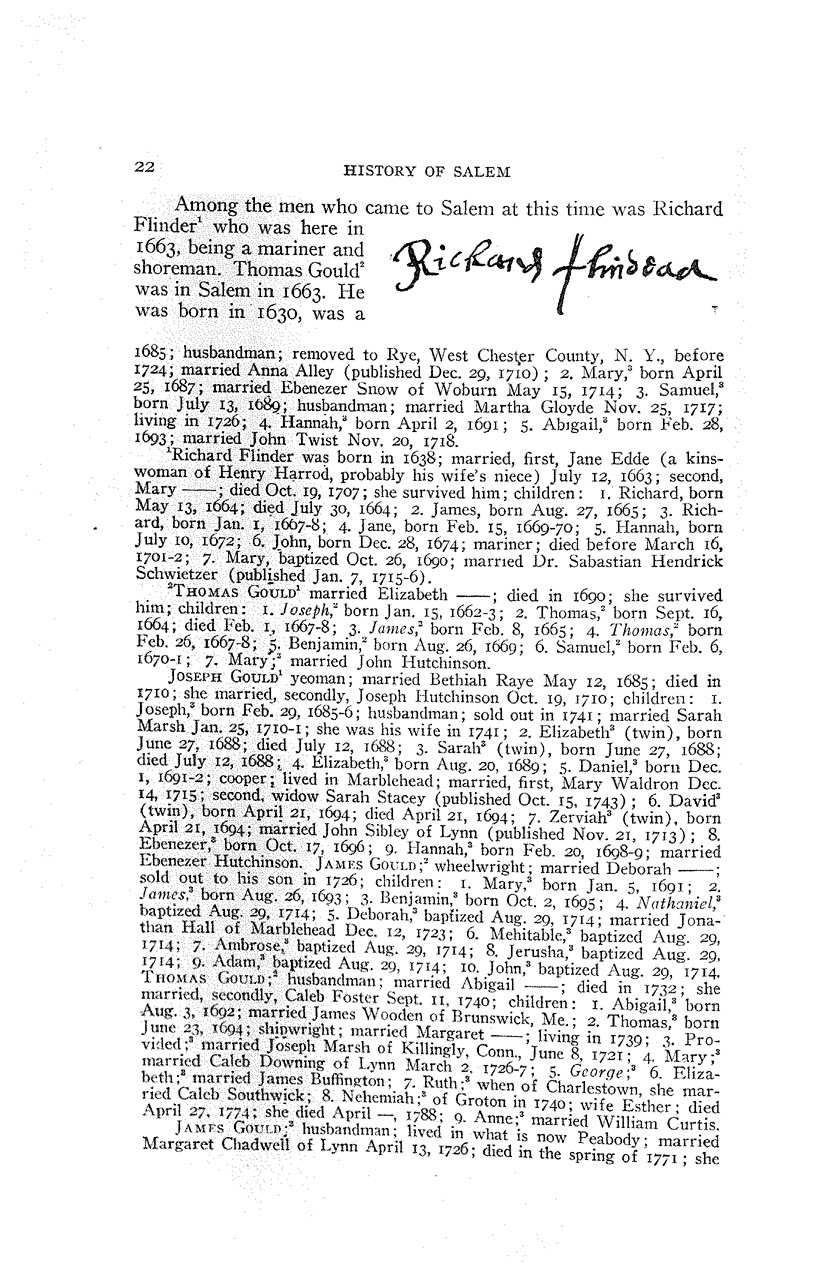 22 HISTORY OF SALEM
Among the men who came to Salem at this time was Richard
Flinder¹ who was here in
1663, being a mariner and
shoreman. Thomas Gould²
was in Salem in 1663. He
was born in 1630, was a
Richard
1685; husbandman; removed to Rye, West Chester County, N. Y., before
1724; married Anna Alley (published Dec. 29, 1710); 2. Mary,³ born April
25, 1687; married Ebenezer Snow of Woburn May 15, 1714; 3. Samuel,³
born July 13, 1689; husbandman; married Martha Gloyde Nov. 25, 1717;
living in 1726; 4. Hannah,³ born April 2, 1691; 5. Abigail,³ born Feb. 28,
1693; married John Twist Nov. 20, 1718.
¹Richard Flinder was born in 1638; married, first, Jane Edde (a kins-
woman of Henry Harrod, probably his wife's niece) July 12, 1663; second,
Mary ——; died Oct. 19, 1707; she survived him; children: 1. Richard, born
May 13, 1664; died July 30, 1664; 2. James, born Aug. 27, 1665; 3. Rich-
ard, born Jan. 1, 1667-8; 4. Jane, born Feb. 15, 1669-70; 5. Hannah, born
July 10, 1672; 6. John, born Dec. 28, 1674; mariner; died before March 16,
1701-2; 7. Mary, baptized Oct. 26, 1690; married Dr. Sabastian Hendrick
Schwietzer (published Jan. 7, 1715-6).
²THOMAS GOULD¹ married Elizabeth ——; died in 1690; she survived
him; children: 1. Joseph,² born Jan. 15, 1662-3; 2. Thomas,² born Sept. 16,
1664; died Feb. 1, 1667-8; 3. James,² born Feb. 8, 1665; 4. Thomas,² born
Feb. 26, 1667-8; 5. Benjamin,² born Aug. 26, 1669; 6. Samuel,² born Feb. 6,
1670-1; 7. Mary;² married John Hutchinson.
JOSEPH GOULD¹ yeoman; married Bethiah Raye May 12, 1685; died in
1710; she married, secondly, Joseph Hutchinson Oct. 19, 1710; children: 1.
Joseph,³ born Feb. 29, 1685-6; husbandman; sold out in 1741; married Sarah
Marsh Jan. 25, 1710-1; she was his wife in 1741; 2. Elizabeth³ (twin), born
June 27, 1688; died July 12, 1688; 3. Sarah³ (twin), born June 27, 1688;
died July 12, 1688; 4. Elizabeth,³ born Aug. 20, 1689; 5. Daniel,³ born Dec.
1, 1691-2; cooper; lived in Marblehead; married, first, Mary Waldron Dec.
14, 1715; second, widow Sarah Stacey (published Oct. 15, 1743); 6. David³
(twin), born April 21, 1694; died April 21, 1694; 7. Zerviah³ (twin), born
April 21, 1694; married John Sibley of Lynn (published Nov. 21, 1713); 8.
Ebenezer,³ born Oct. 17, 1696; 9. Hannah,³ born Feb. 20, 1698-9; married
Ebenezer Hutchinson. JAMES GOULD;² wheelwright; married Deborah ——;
sold out to his son in 1726; children: 1. Mary,³ born Jan. 5, 1691; 2.
James,³ born Aug. 26, 1693; 3. Benjamin,³ born Oct. 2, 1695; 4. Nathaniel,³
baptized Aug. 29, 1714; 5. Deborah,³ baptized Aug. 29, 1714; married Jona-
than Hall of Marblehead Dec. 12, 1723; 6. Mehitable,³ baptized Aug. 29,
1714; 7. Ambrose,³ baptized Aug. 29, 1714; 8. Jerusha,³ baptized Aug. 29,
1714; 9. Adam,³ baptized Aug. 29, 1714; 10. John,³ baptized Aug. 29, 1714.
THOMAS GOULD;² husbandman; married Abigail ——; died in 1732; she
married, secondly, Caleb Foster Sept. 11, 1740; children: 1. Abigail,³ born
Aug. 3, 1692; married James Wooden of Brunswick, Me.; 2. Thomas,³ born
June 23, 1694; shipwright; married Margaret ——; living in 1739; 3. Pro-
vided;³ married Joseph Marsh of Killingly, Conn., June 8, 1721; 4. Mary;³
married Caleb Downing of Lynn March 2, 1726-7; 5. George;³ 6. Eliza-
beth;³ married James Buffington; 7. Ruth;³ when of Charlestown, she mar-
ried Caleb Southwick; 8. Nehemiah;³ of Groton in 1740; wife Esther; died
April 27, 1774; she died April —, 1788; 9. Anne;³ married William Curtis.
JAMES GOULD;³ husbandman; lived in what is now Peabody; married
Margaret Chadwell of Lynn April 13, 1726; died in the spring of 1771; she